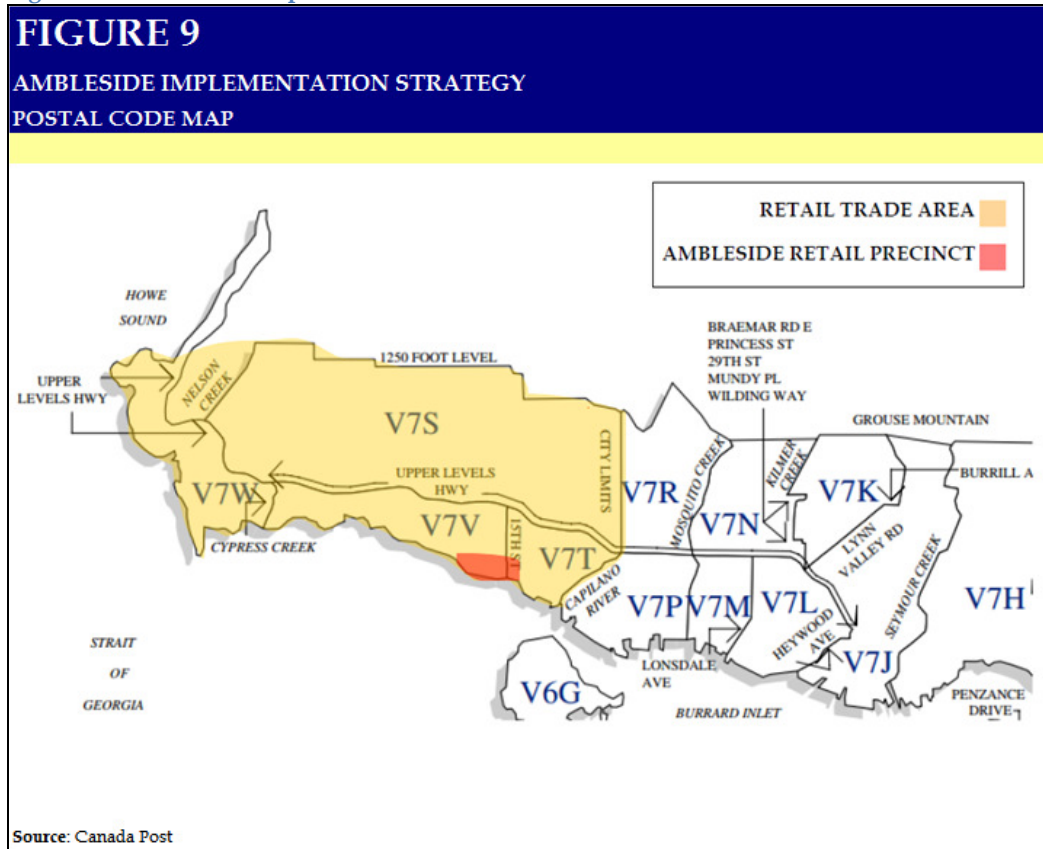 FIGURE 9
AMBLESIDE IMPLEMENTATION STRATEGY
POSTAL CODE MAP
RETAIL TRADE AREA
AMBLESIDE RETAIL PRECINCT
HOWE
SOUND
BRAEMAR RD E
PRINCESS ST
29TH ST
MUNDY PL
WILDING WAY
1250 FOOT LEVEL
UPPER
LEVELS HWY
NELSON
CREEK
GROUSE MOUNTAIN
V7S
CITY LIMITS
MOSQUITO CREEK
KILMER
CREEK
UPPER LEVELS
HWY
V7W
V7R
V7N
V7K
BURRILL A
LYNN
VALLEY RD
V7V
15TH ST
CYPRESS CREEK
V7T
CAPILANO
RIVER
V7P
V7M
V7L
HEYWOOD
AVE
SEYMOUR CREEK
V7H
V7J
STRAIT
OF
GEORGIA
LONSDALE
AVE
V6G
BURRARD INLET
PENZANCE
DRIVE
Source: Canada Post